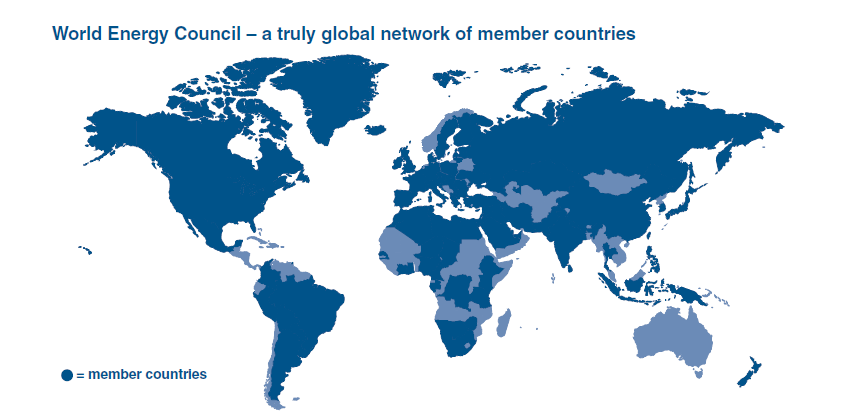 World Energy Council – a truly global network of member countries
= member countries